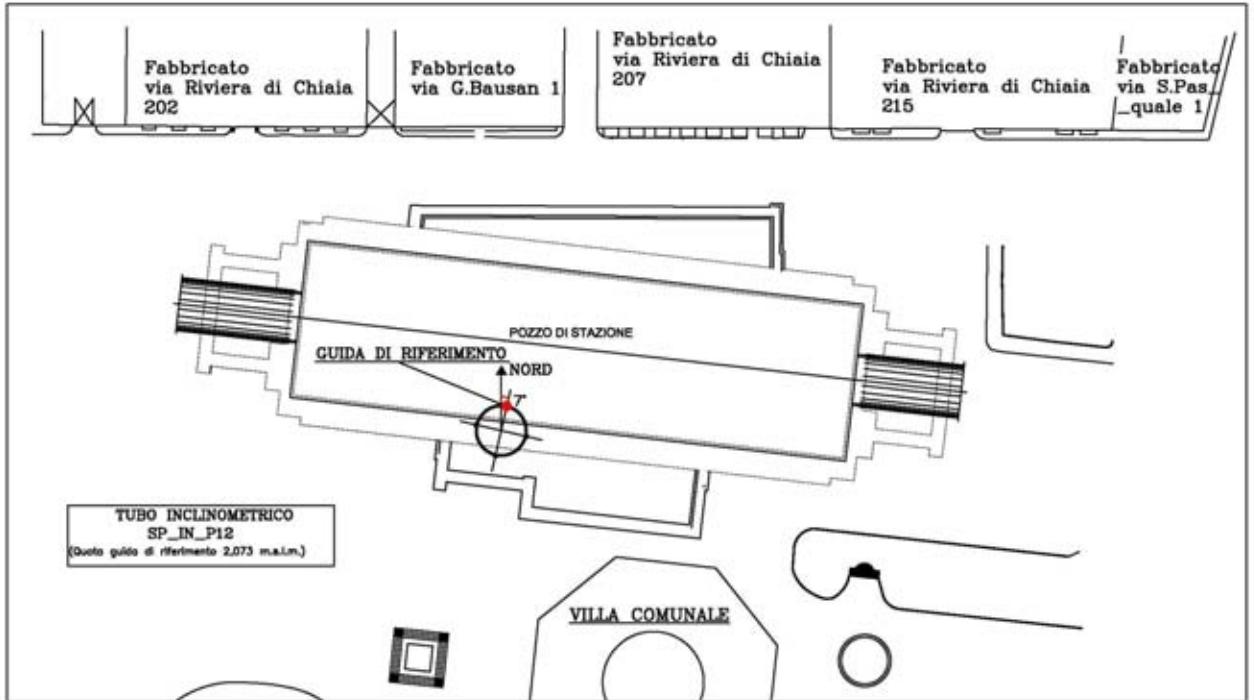 Fabbricato
via Riviera di Chiaia
202
Fabbricato
via G.Bausan 1
Fabbricato
via Riviera di Chiaia
207
Fabbricato
via Riviera di Chiaia
215
Fabbricato
via S.Pas_
_quale 1
POZZO DI STAZIONE
GUIDA DI RIFERIMENTO
NORD
7°
TUBO INCLINOMETRICO
SP_IN_P12
(Quota guida di riferimento 2,073 m.s.l.m.)
VILLA COMUNALE